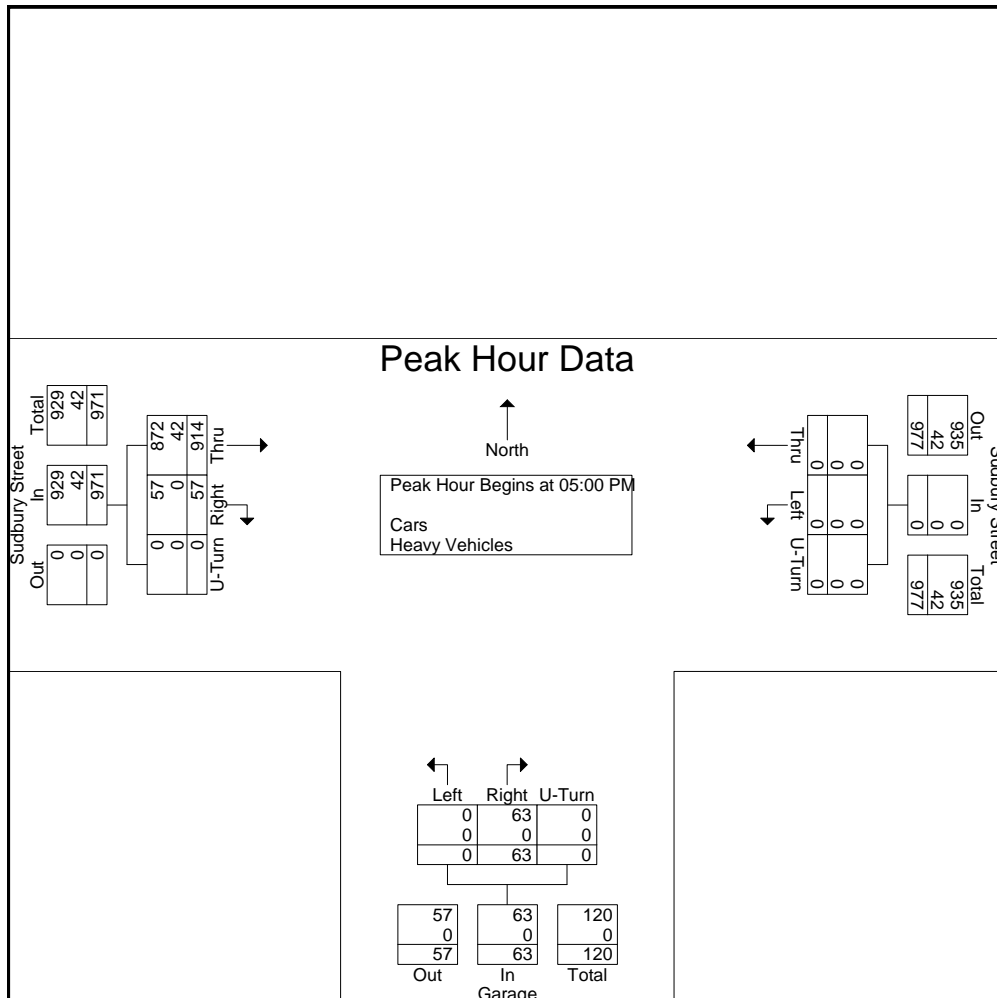 Peak Hour Data
North
Peak Hour Begins at 05:00 PM
Cars
Heavy Vehicles
Sudbury Street
Out In Total
0 971 971
0 42 42
0 929 929
Thru
914
42
872
Right
57
0
57
U-Turn
0
0
0
Sudbury Street
Out In Total
935 0 935
42 0 42
977 0 977
Thru Left U-Turn
0 0 0
0 0 0
0 0 0
Left Right U-Turn
0 63 0
0 0 0
0 63 0
57 63 120
0 0 0
57 63 120
Out In Total
Garage